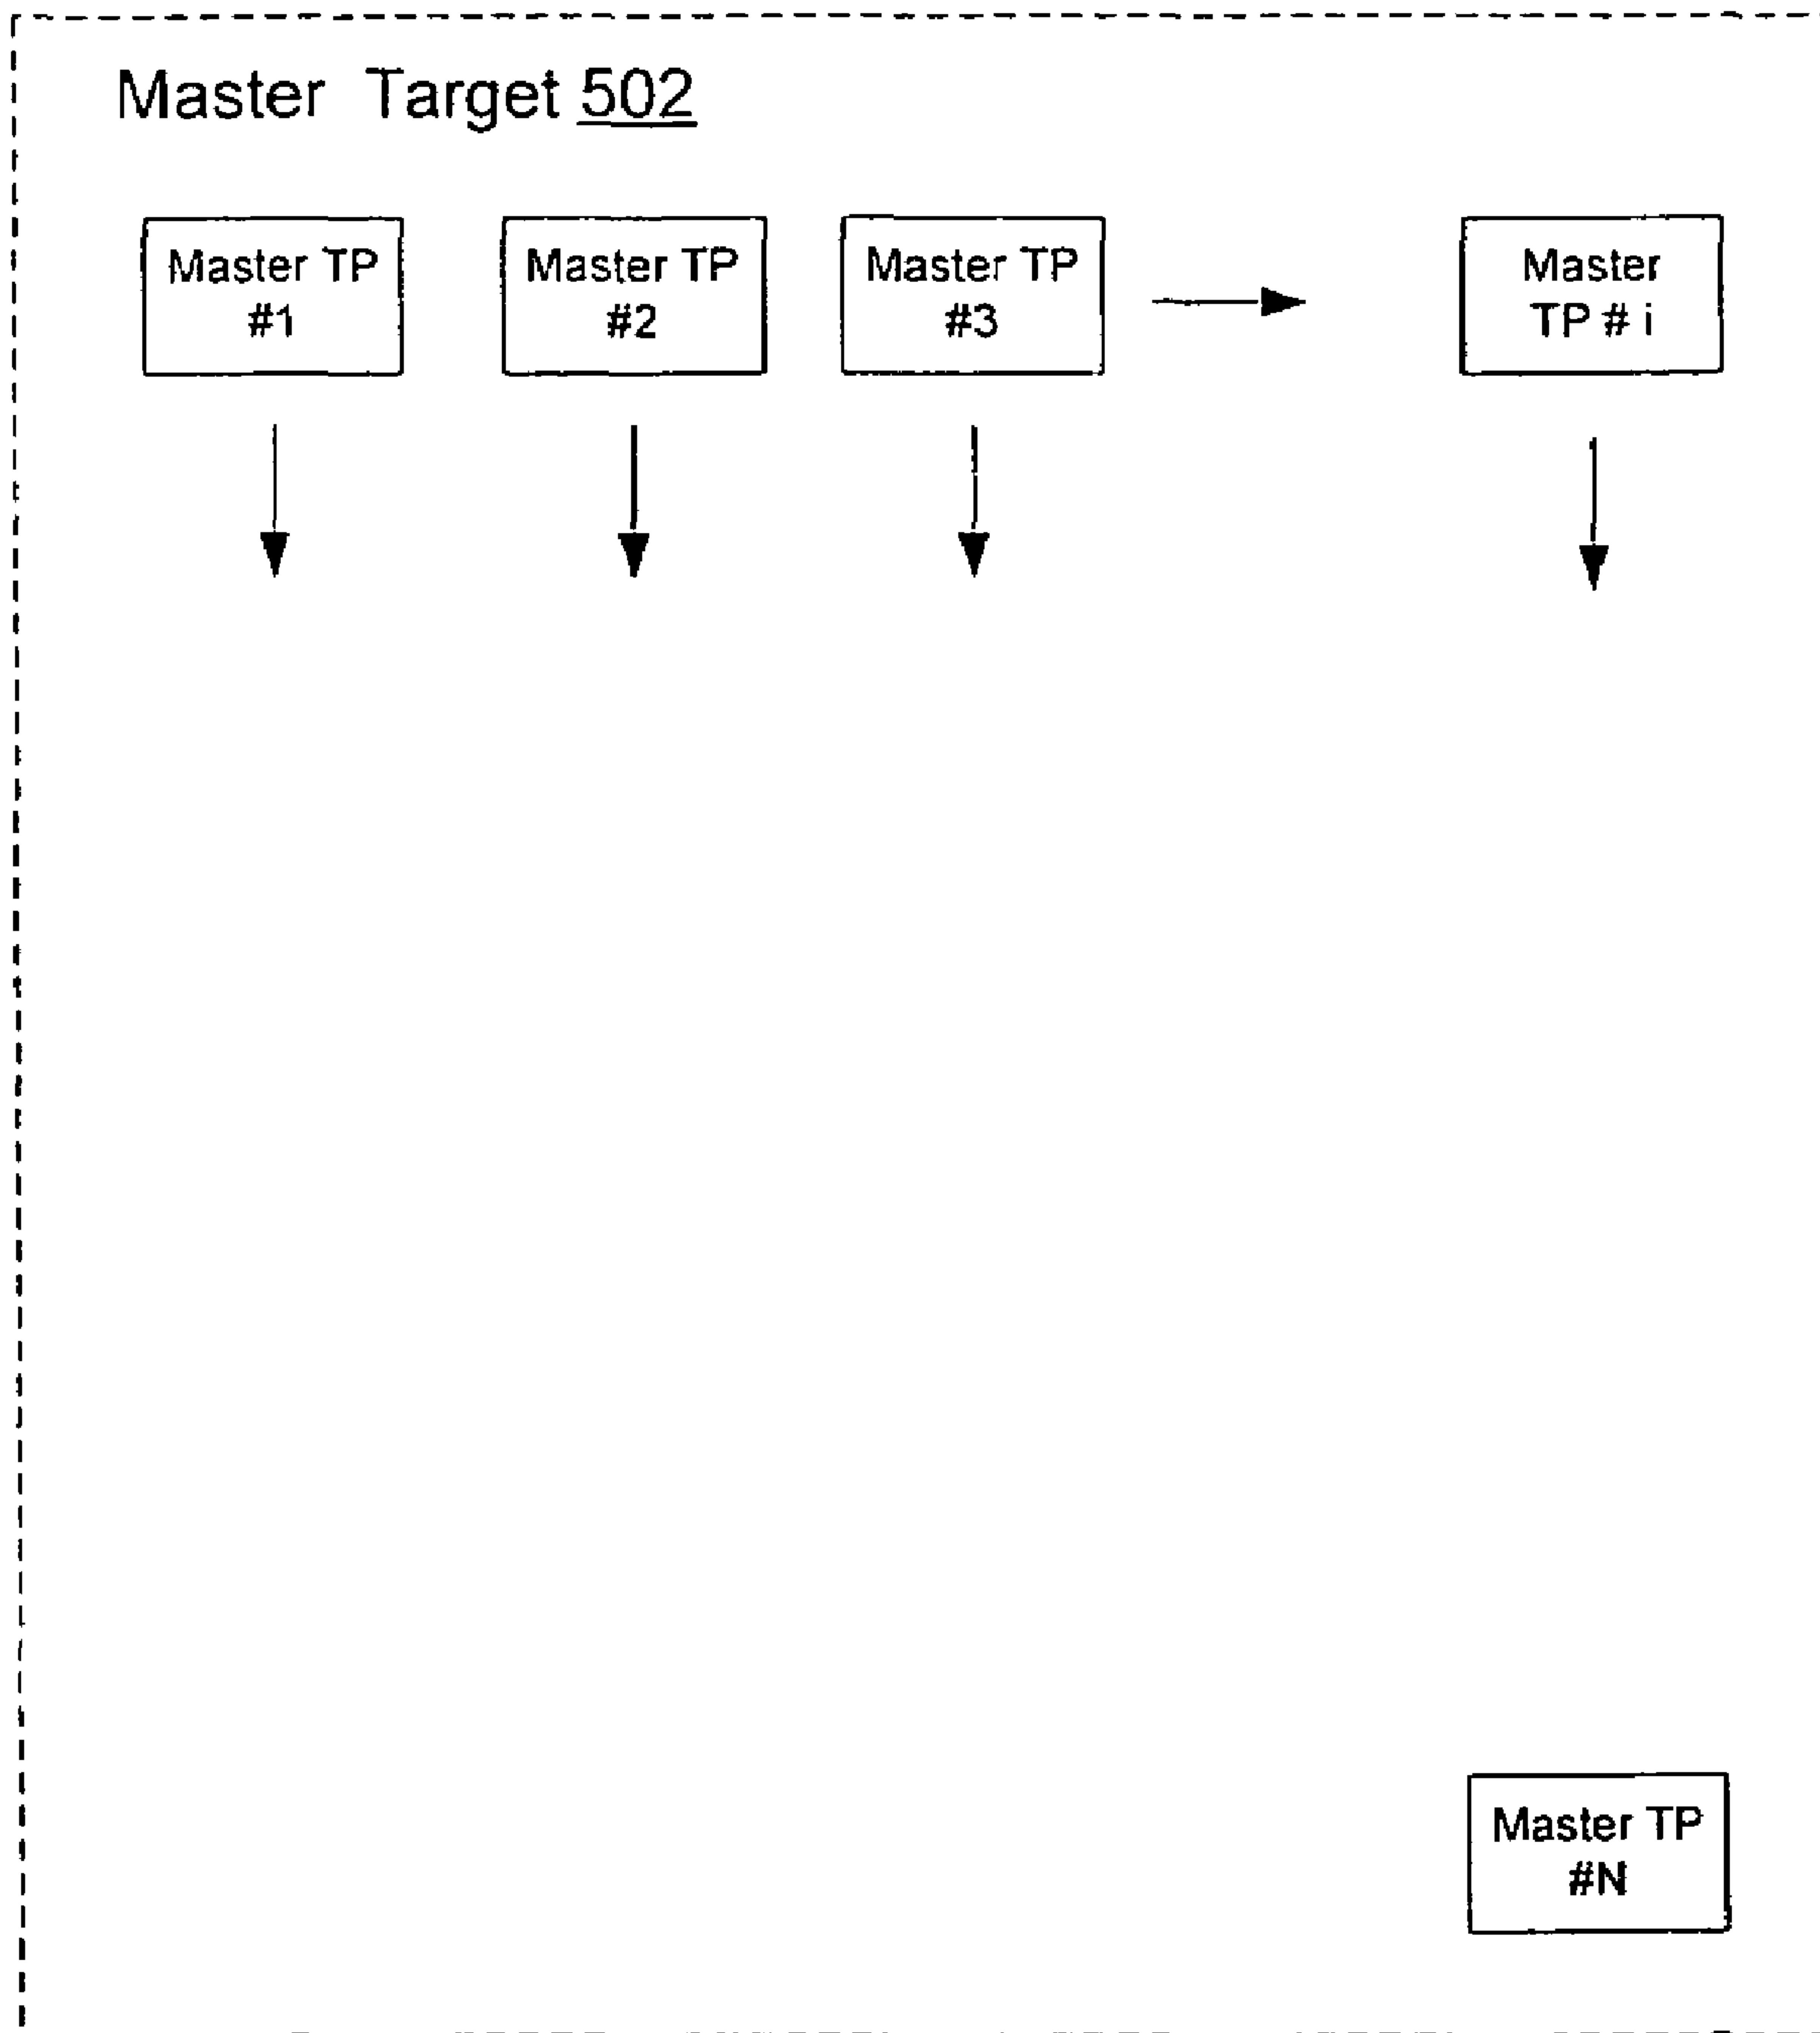 Master Target 502
Master TP
#1
Master TP
#2
Master TP
#3
Master
TP # i
Master TP
#N